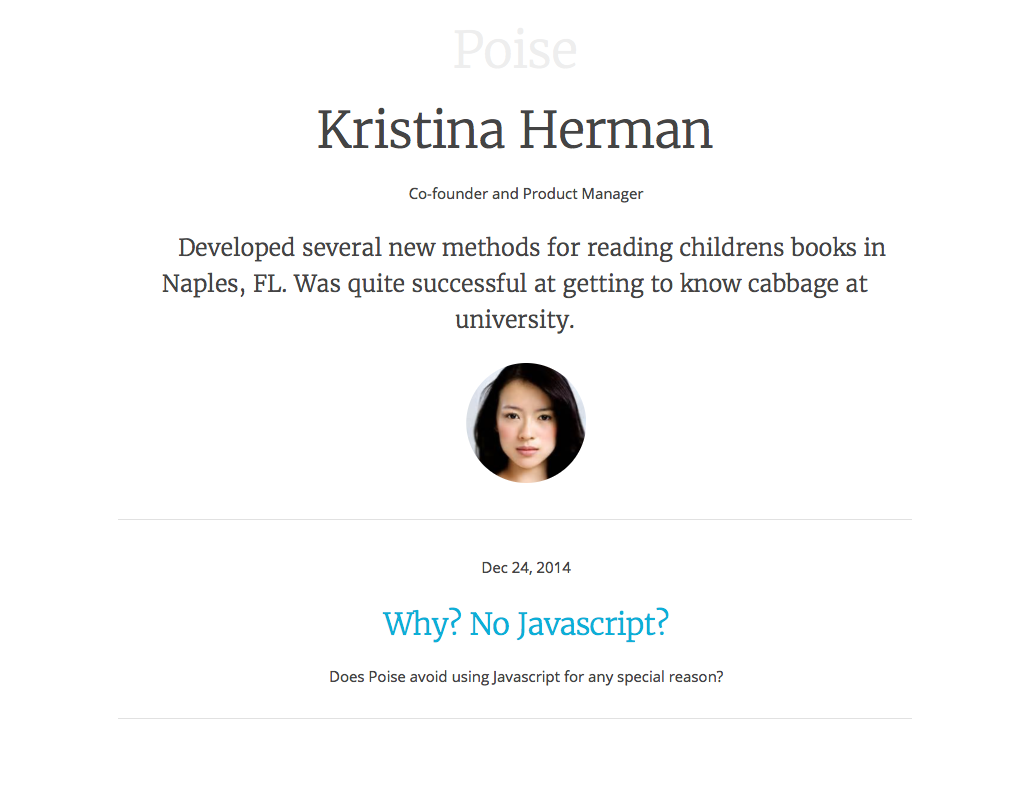 Poise
Kristina Herman
Co-founder and Product Manager
Developed several new methods for reading childrens books in
Naples, FL. Was quite successful at getting to know cabbage at
university.
Dec 24, 2014
Why? No Javascript?
Does Poise avoid using Javascript for any special reason?